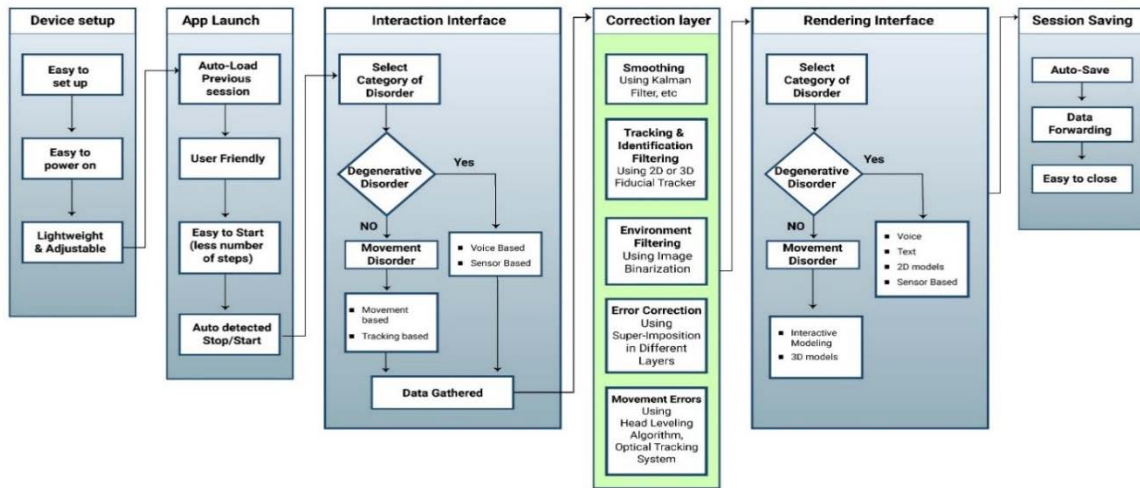 Device setup
Easy to
set up
Easy to
power on
Lightweight
& Adjustable
App Launch
Auto-Load
Previous
session
User Friendly
Easy to Start
(less number
of steps)
Auto detected
Stop/Start
Interaction Interface
Select
Category of
Disorder
Degenerative
Disorder
Yes
NO
Movement
Disorder
Voice Based
Sensor Based
Movement
based
Tracking based
Data Gathered
Correction layer
Smoothing
Using Kalman
Filter, etc
Tracking &
Identification
Filtering
Using 2D or 3D
Fiducial Tracker
Environment
Filtering
Using Image
Binarization
Error Correction
Using
Super-Imposition
in Different
Layers
Movement Errors
Using
Head Leveling
Algorithm,
Optical Tracking
System
Rendering Interface
Select
Category of
Disorder
Degenerative
Disorder
Yes
NO
Movement
Disorder
Voice
Text
2D models
Sensor Based
Interactive
Modeling
3D models
Session Saving
Auto-Save
Data
Forwarding
Easy to close